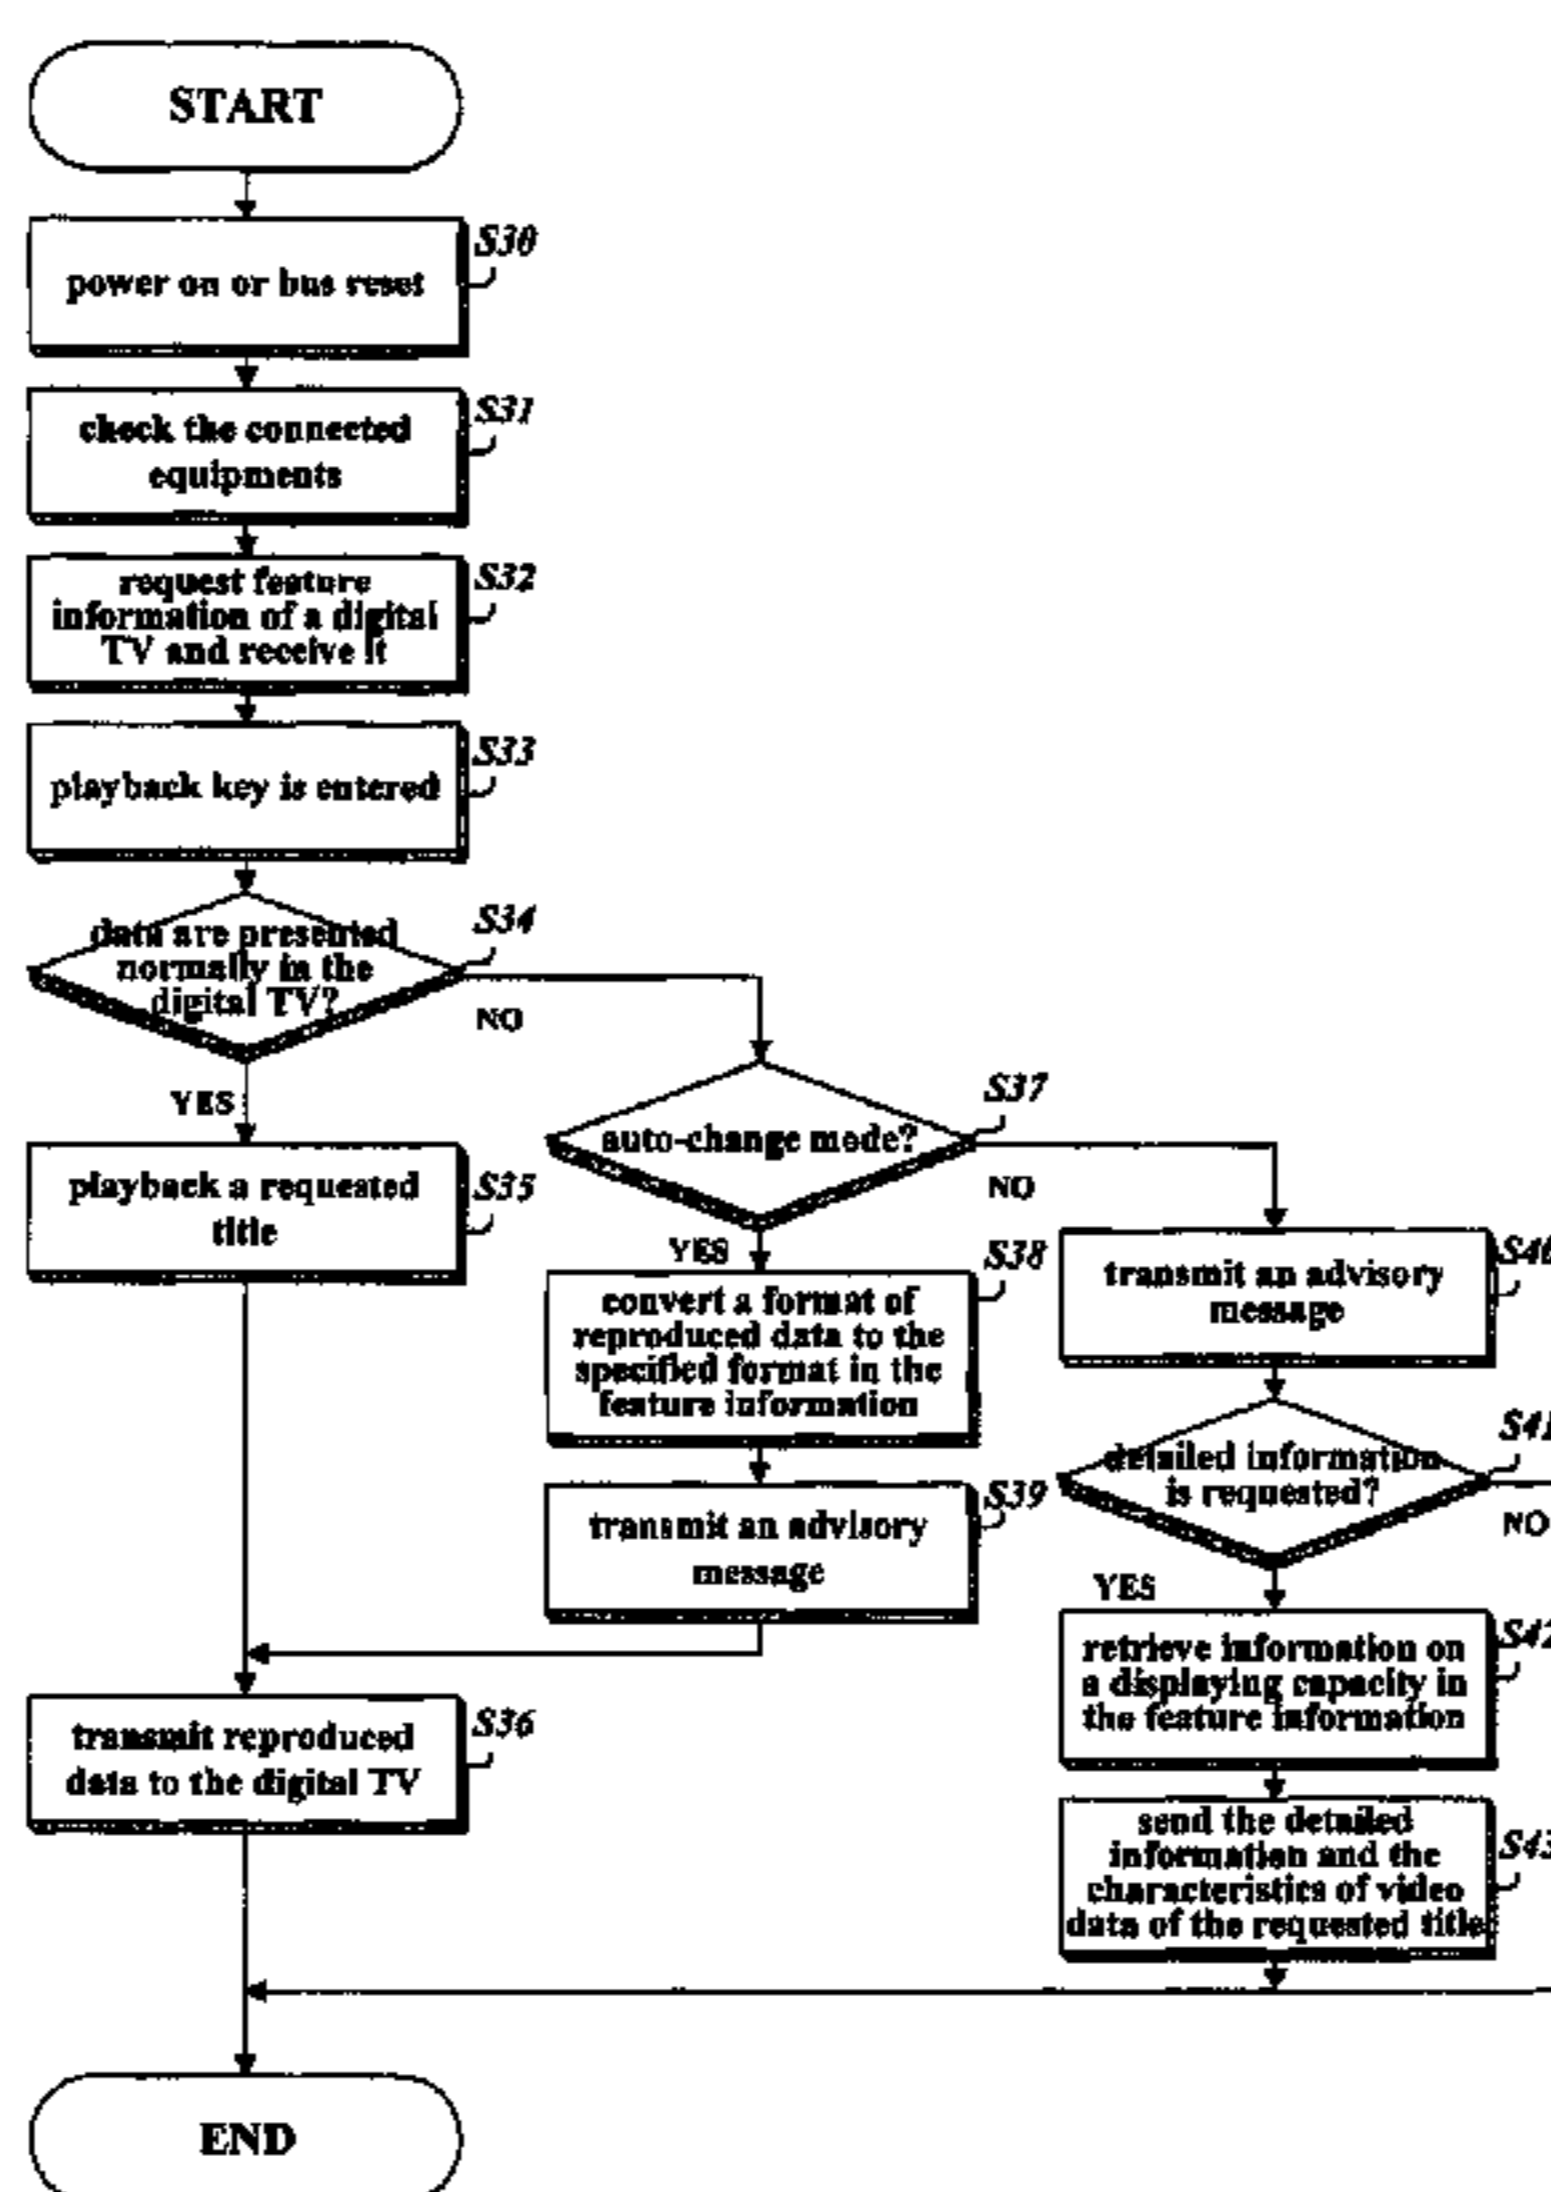 START
power on or bus reset
S30
check the connected
equipments
S31
request feature
information of a digital
TV and receive it
S32
playback key is entered
S33
data are presented
normally in the
digital TV?
S34
NO
YES
playback a requested
title
S35
auto-change mode?
S37
NO
YES
convert a format of
reproduced data to the
specified format in the
feature information
S38
transmit an advisory
message
S39
transmit an advisory
message
S40
detailed information
is requested?
S41
NO
YES
retrieve information on
a displaying capacity in
the feature information
S42
send the detailed
information and the
characteristics of video
data of the requested title
S43
transmit reproduced
data to the digital TV
S36
END